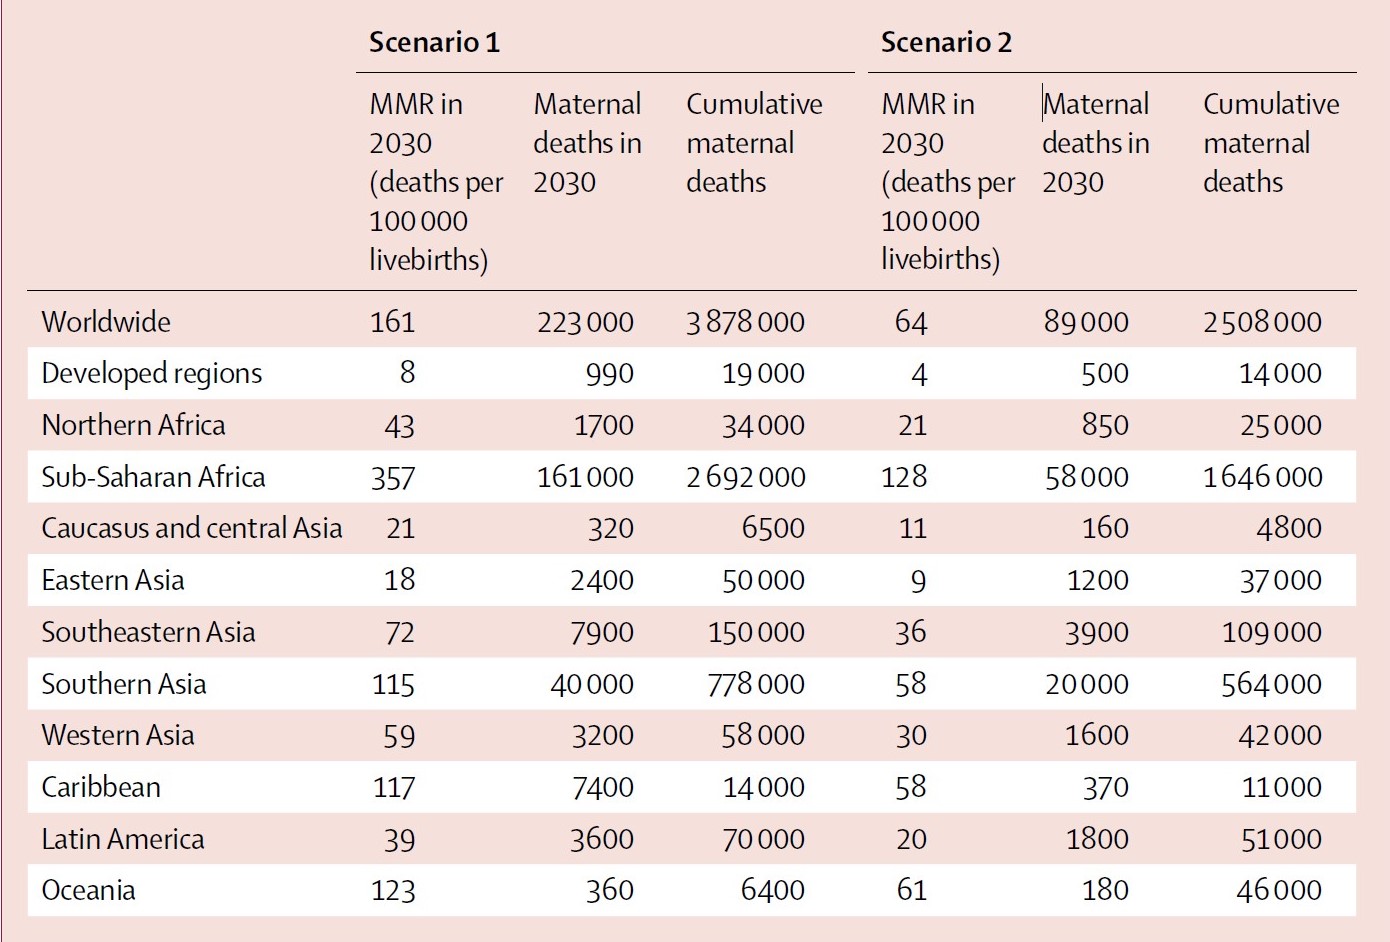 Scenario 1 Scenario 2
MMR in Maternal Cumulative MMR in Maternal Cumulative
2030 deaths in maternal 2030 deaths in maternal
(deaths per 2030 deaths (deaths per 2030 deaths
100 000 100 000
livebirths) livebirths)
Worldwide 161 223 000 3 878 000 64 89 000 2 508 000
Developed regions 8 990 19 000 4 500 14 000
Northern Africa 43 1700 34 000 21 850 25 000
Sub-Saharan Africa 357 161 000 2 692 000 128 58 000 1 646 000
Caucasus and central Asia 21 320 6500 11 160 4800
Eastern Asia 18 2400 50 000 9 1200 37 000
Southeastern Asia 72 7900 150 000 36 3900 109 000
Southern Asia 115 40 000 778 000 58 20 000 564 000
Western Asia 59 3200 58 000 30 1600 42 000
Caribbean 117 7400 14 000 58 370 11 000
Latin America 39 3600 70 000 20 1800 51 000
Oceania 123 360 6400 61 180 46 000